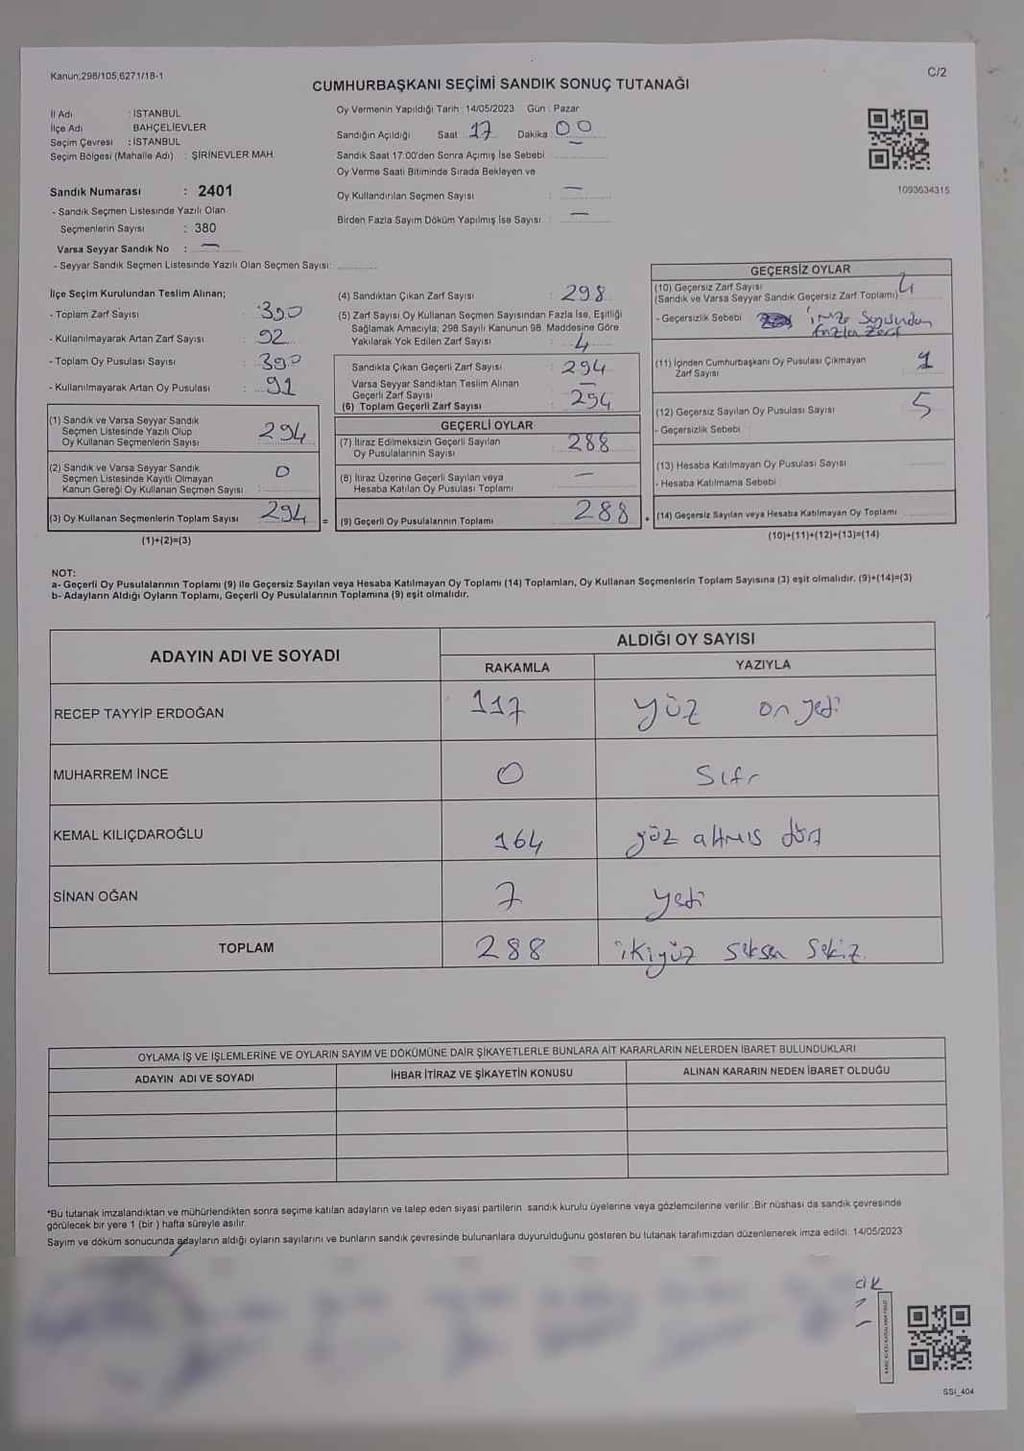 Kanun:298/105,6271/18-1
C/2
CUMHURBAŞKANI SEÇİMİ SANDIK SONUÇ TUTANAĞI
İl Adı : İSTANBUL
İlçe Adı BAHÇELİEVLER
Seçim Çevresi : İSTANBUL
Seçim Bölgesi (Mahalle Adı) : ŞİRİNEVLER MAH.
Sandık Numarası : 2401
- Sandık Seçmen Listesinde Yazılı Olan
Seçmenlerin Sayısı : 380
Varsa Seyyar Sandık No : —
- Seyyar Sandık Seçmen Listesinde Yazılı Olan Seçmen Sayısı:
Oy Vermenin Yapıldığı Tarih : 14/05/2023 Gün : Pazar
Sandığın Açıldığı Saat 17 Dakika 00
Sandık Saat 17:00'den Sonra Açımış İse Sebebi
Oy Verme Saati Bitiminde Sırada Bekleyen ve
Oy Kullandırılan Seçmen Sayısı : —
Birden Fazla Sayım Döküm Yapılmış İse Sayısı : —
1093634315
İlçe Seçim Kurulundan Teslim Alınan;
- Toplam Zarf Sayısı : 390
- Kullanılmayarak Artan Zarf Sayısı : 92
- Toplam Oy Pusulası Sayısı : 390
- Kullanılmayarak Artan Oy Pusulası : 91
(1) Sandık ve Varsa Seyyar Sandık
Seçmen Listesinde Yazılı Olup
Oy Kullanan Seçmenlerin Sayısı 294
(2) Sandık ve Varsa Seyyar Sandık
Seçmen Listesinde Kayıtlı Olmayan
Kanun Gereği Oy Kullanan Seçmen Sayısı 0
(3) Oy Kullanan Seçmenlerin Toplam Sayısı 294 =
(1)+(2)=(3)
(4) Sandıktan Çıkan Zarf Sayısı : 298
(5) Zarf Sayısı Oy Kullanan Seçmen Sayısından Fazla İse, Eşitliği
Sağlamak Amacıyla; 298 Sayılı Kanunun 98. Maddesine Göre
Yakılarak Yok Edilen Zarf Sayısı : 4
Sandıkta Çıkan Geçerli Zarf Sayısı 294
Varsa Seyyar Sandıktan Teslim Alınan
Geçerli Zarf Sayısı —
(6) Toplam Geçerli Zarf Sayısı 294
GEÇERLİ OYLAR
(7) İtiraz Edilmeksizin Geçerli Sayılan
Oy Pusulalarının Sayısı 288
(8) İtiraz Üzerine Geçerli Sayılan veya
Hesaba Katılan Oy Pusulası Toplamı —
(9) Geçerli Oy Pusulalarının Toplamı 288 +
GEÇERSİZ OYLAR
(10) Geçersiz Zarf Sayısı
(Sandık ve Varsa Seyyar Sandık Geçersiz Zarf Toplamı) 4
- Geçersizlik Sebebi imza Sayısından
fazla zarf
(11) İçinden Cumhurbaşkanı Oy Pusulası Çıkmayan
Zarf Sayısı 1
(12) Geçersiz Sayılan Oy Pusulası Sayısı 5
- Geçersizlik Sebebi
(13) Hesaba Katılmayan Oy Pusulası Sayısı
- Hesaba Katılmama Sebebi
(14) Geçersiz Sayılan veya Hesaba Katılmayan Oy Toplamı
(10)+(11)+(12)+(13)=(14)
NOT:
a- Geçerli Oy Pusulalarının Toplamı (9) ile Geçersiz Sayılan veya Hesaba Katılmayan Oy Toplamı (14) Toplamları, Oy Kullanan Seçmenlerin Toplam Sayısına (3) eşit olmalıdır. (9)+(14)=(3)
b- Adayların Aldığı Oyların Toplamı, Geçerli Oy Pusulalarının Toplamına (9) eşit olmalıdır.
ADAYIN ADI VE SOYADI ALDIĞI OY SAYISI
RAKAMLA YAZIYLA
RECEP TAYYİP ERDOĞAN 117 yüz on yedi
MUHARREM İNCE 0 Sıfr
KEMAL KILIÇDAROĞLU 164 yüz altmıs dört
SİNAN OĞAN 7 yedi
TOPLAM 288 ikiyüz seksen sekiz
OYLAMA İŞ VE İŞLEMLERİNE VE OYLARIN SAYIM VE DÖKÜMÜNE DAİR ŞİKAYETLERLE BUNLARA AİT KARARLARIN NELERDEN İBARET BULUNDUKLARI
ADAYIN ADI VE SOYADI İHBAR İTİRAZ VE ŞİKAYETİN KONUSU ALINAN KARARIN NEDEN İBARET OLDUĞU
*Bu tutanak imzalandıktan ve mühürlendikten sonra seçime katılan adayların ve talep eden siyasi partilerin sandık kurulu üyelerine veya gözlemcilerine verilir. Bir nüshası da sandık çevresinde
görülecek bir yere 1 (bir) hafta süreyle asılır.
Sayım ve döküm sonucunda adayların aldığı oyların sayılarını ve bunların sandık çevresinde bulunanlara duyurulduğunu gösteren bu tutanak tarafımızdan düzenlenerek imza edildi. 14/05/2023
SSI_404